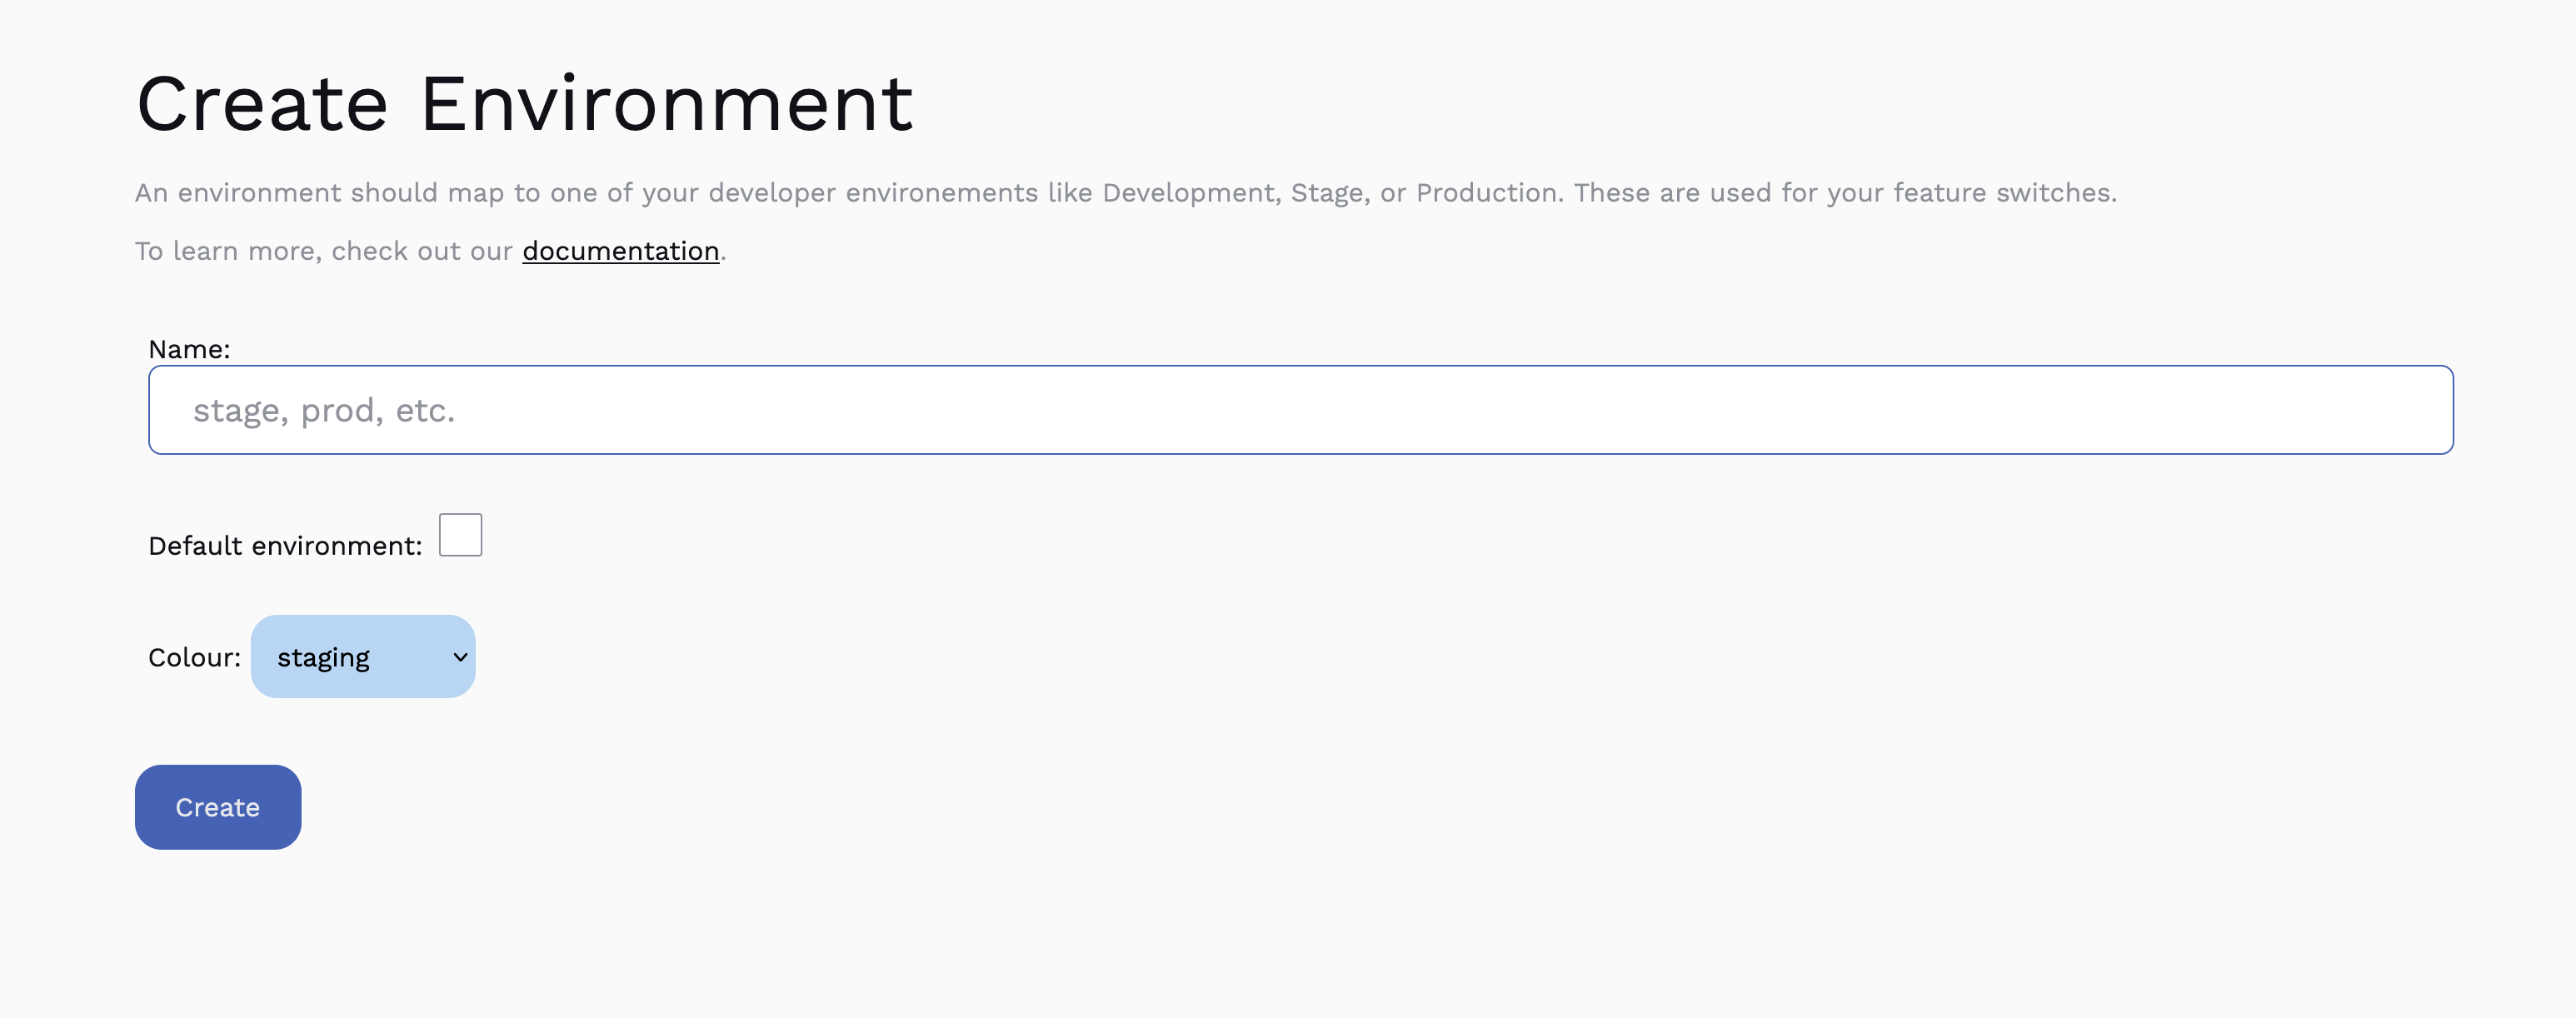 Create Environment
An environment should map to one of your developer environements like Development, Stage, or Production. These are used for your feature switches.
To learn more, check out our documentation.
Name:
stage, prod, etc.
Default environment:
Colour: staging
Create